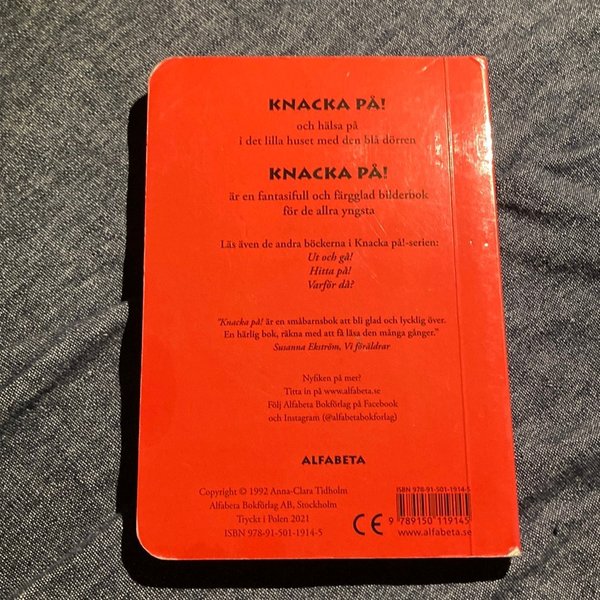 KNACKA PÅ!
och hälsa på
i det lilla huset med den blå dörren
KNACKA PÅ!
är en fantasifull och färgglad bilderbok
för de allra yngsta
Läs även de andra böckerna i Knacka på!-serien:
Ut och gå!
Hitta på!
Varför då?
"Knacka på! är en småbarnsbok att bli glad och lycklig över.
En härlig bok, räkna med att få läsa den många gånger."
Susanna Ekström, Vi föräldrar
Nyfiken på mer?
Titta in på www.alfabeta.se
Följ Alfabeta Bokförlag på Facebook
och Instagram (@alfabetabokforlag)
ALFABETA
Copyright © 1992 Anna-Clara Tidholm
Alfabeta Bokförlag AB, Stockholm
Tryckt i Polen 2021
ISBN 978-91-501-1914-5
CE
ISBN 978-91-501-1914-5
9 789150 119145
www.alfabeta.se